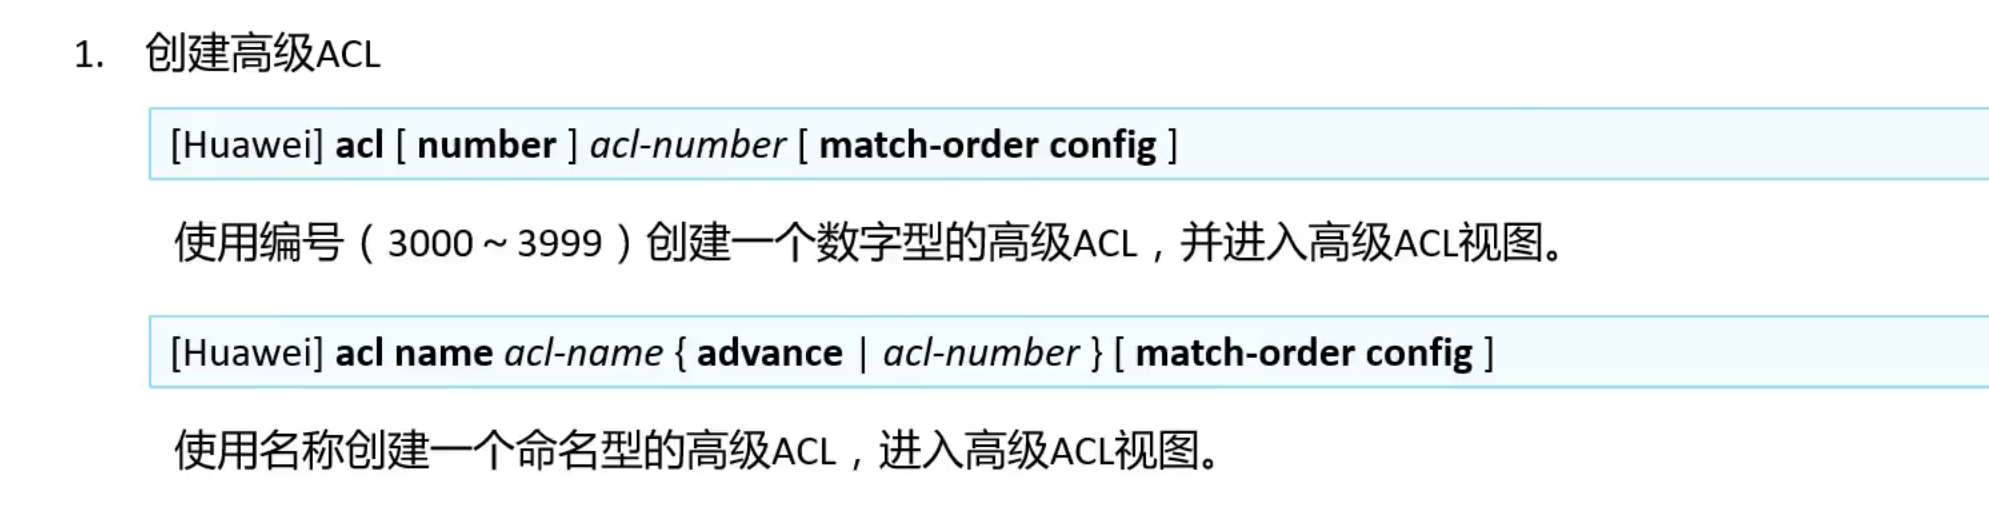 1. 创建高级ACL
[Huawei] acl [ number ] acl-number [ match-order config ]
使用编号（3000～3999）创建一个数字型的高级ACL，并进入高级ACL视图。
[Huawei] acl name acl-name { advance | acl-number } [ match-order config ]
使用名称创建一个命名型的高级ACL，进入高级ACL视图。